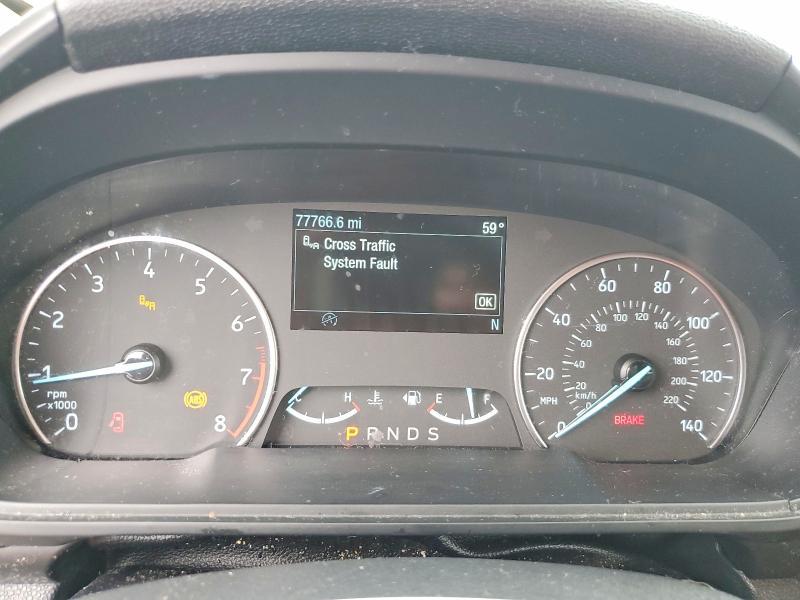 77766.6 mi 59°
Cross Traffic
System Fault
OK
N
0 1 2 3 4 5 6 7 8
rpm
x1000
ABS
C H E F
P R N D S
0 20 40 60 80 100 120 140
MPH
0 20 40 60 80 100 120 140 160 180 200 220
km/h
BRAKE